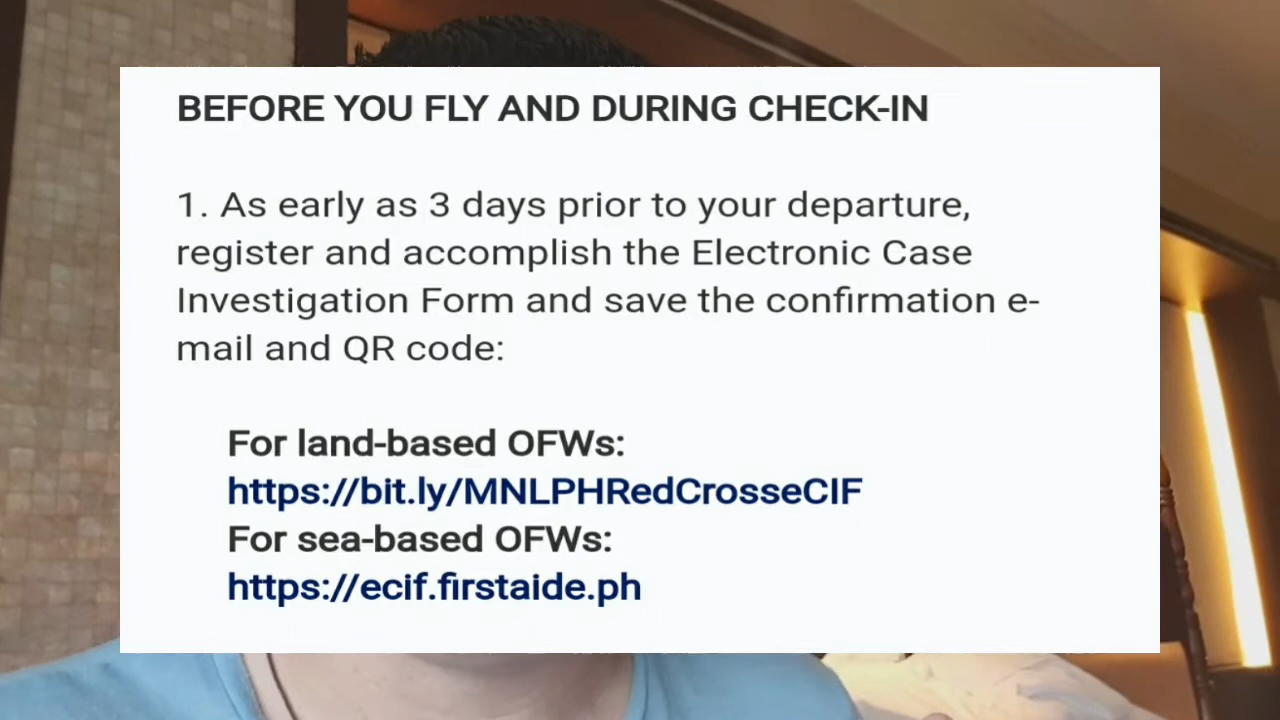 BEFORE YOU FLY AND DURING CHECK-IN
1. As early as 3 days prior to your departure,
register and accomplish the Electronic Case
Investigation Form and save the confirmation e-
mail and QR code:
For land-based OFWs:
https://bit.ly/MNLPHRedCrosseCIF
For sea-based OFWs:
https://ecif.firstaide.ph